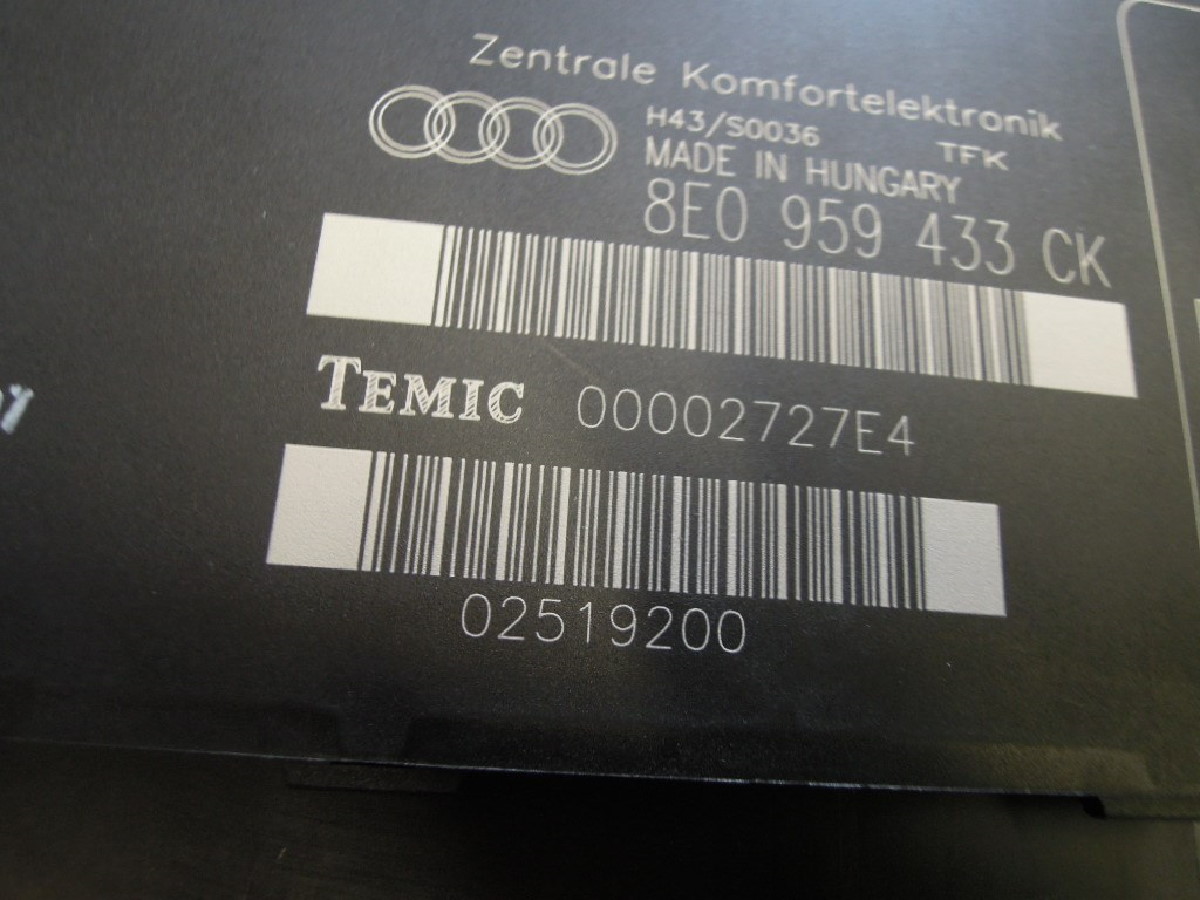 Zentrale Komfortelektronik
H43/S0036 TFK
MADE IN HUNGARY
8E0 959 433 CK
TEMIC 00002727E4
02519200